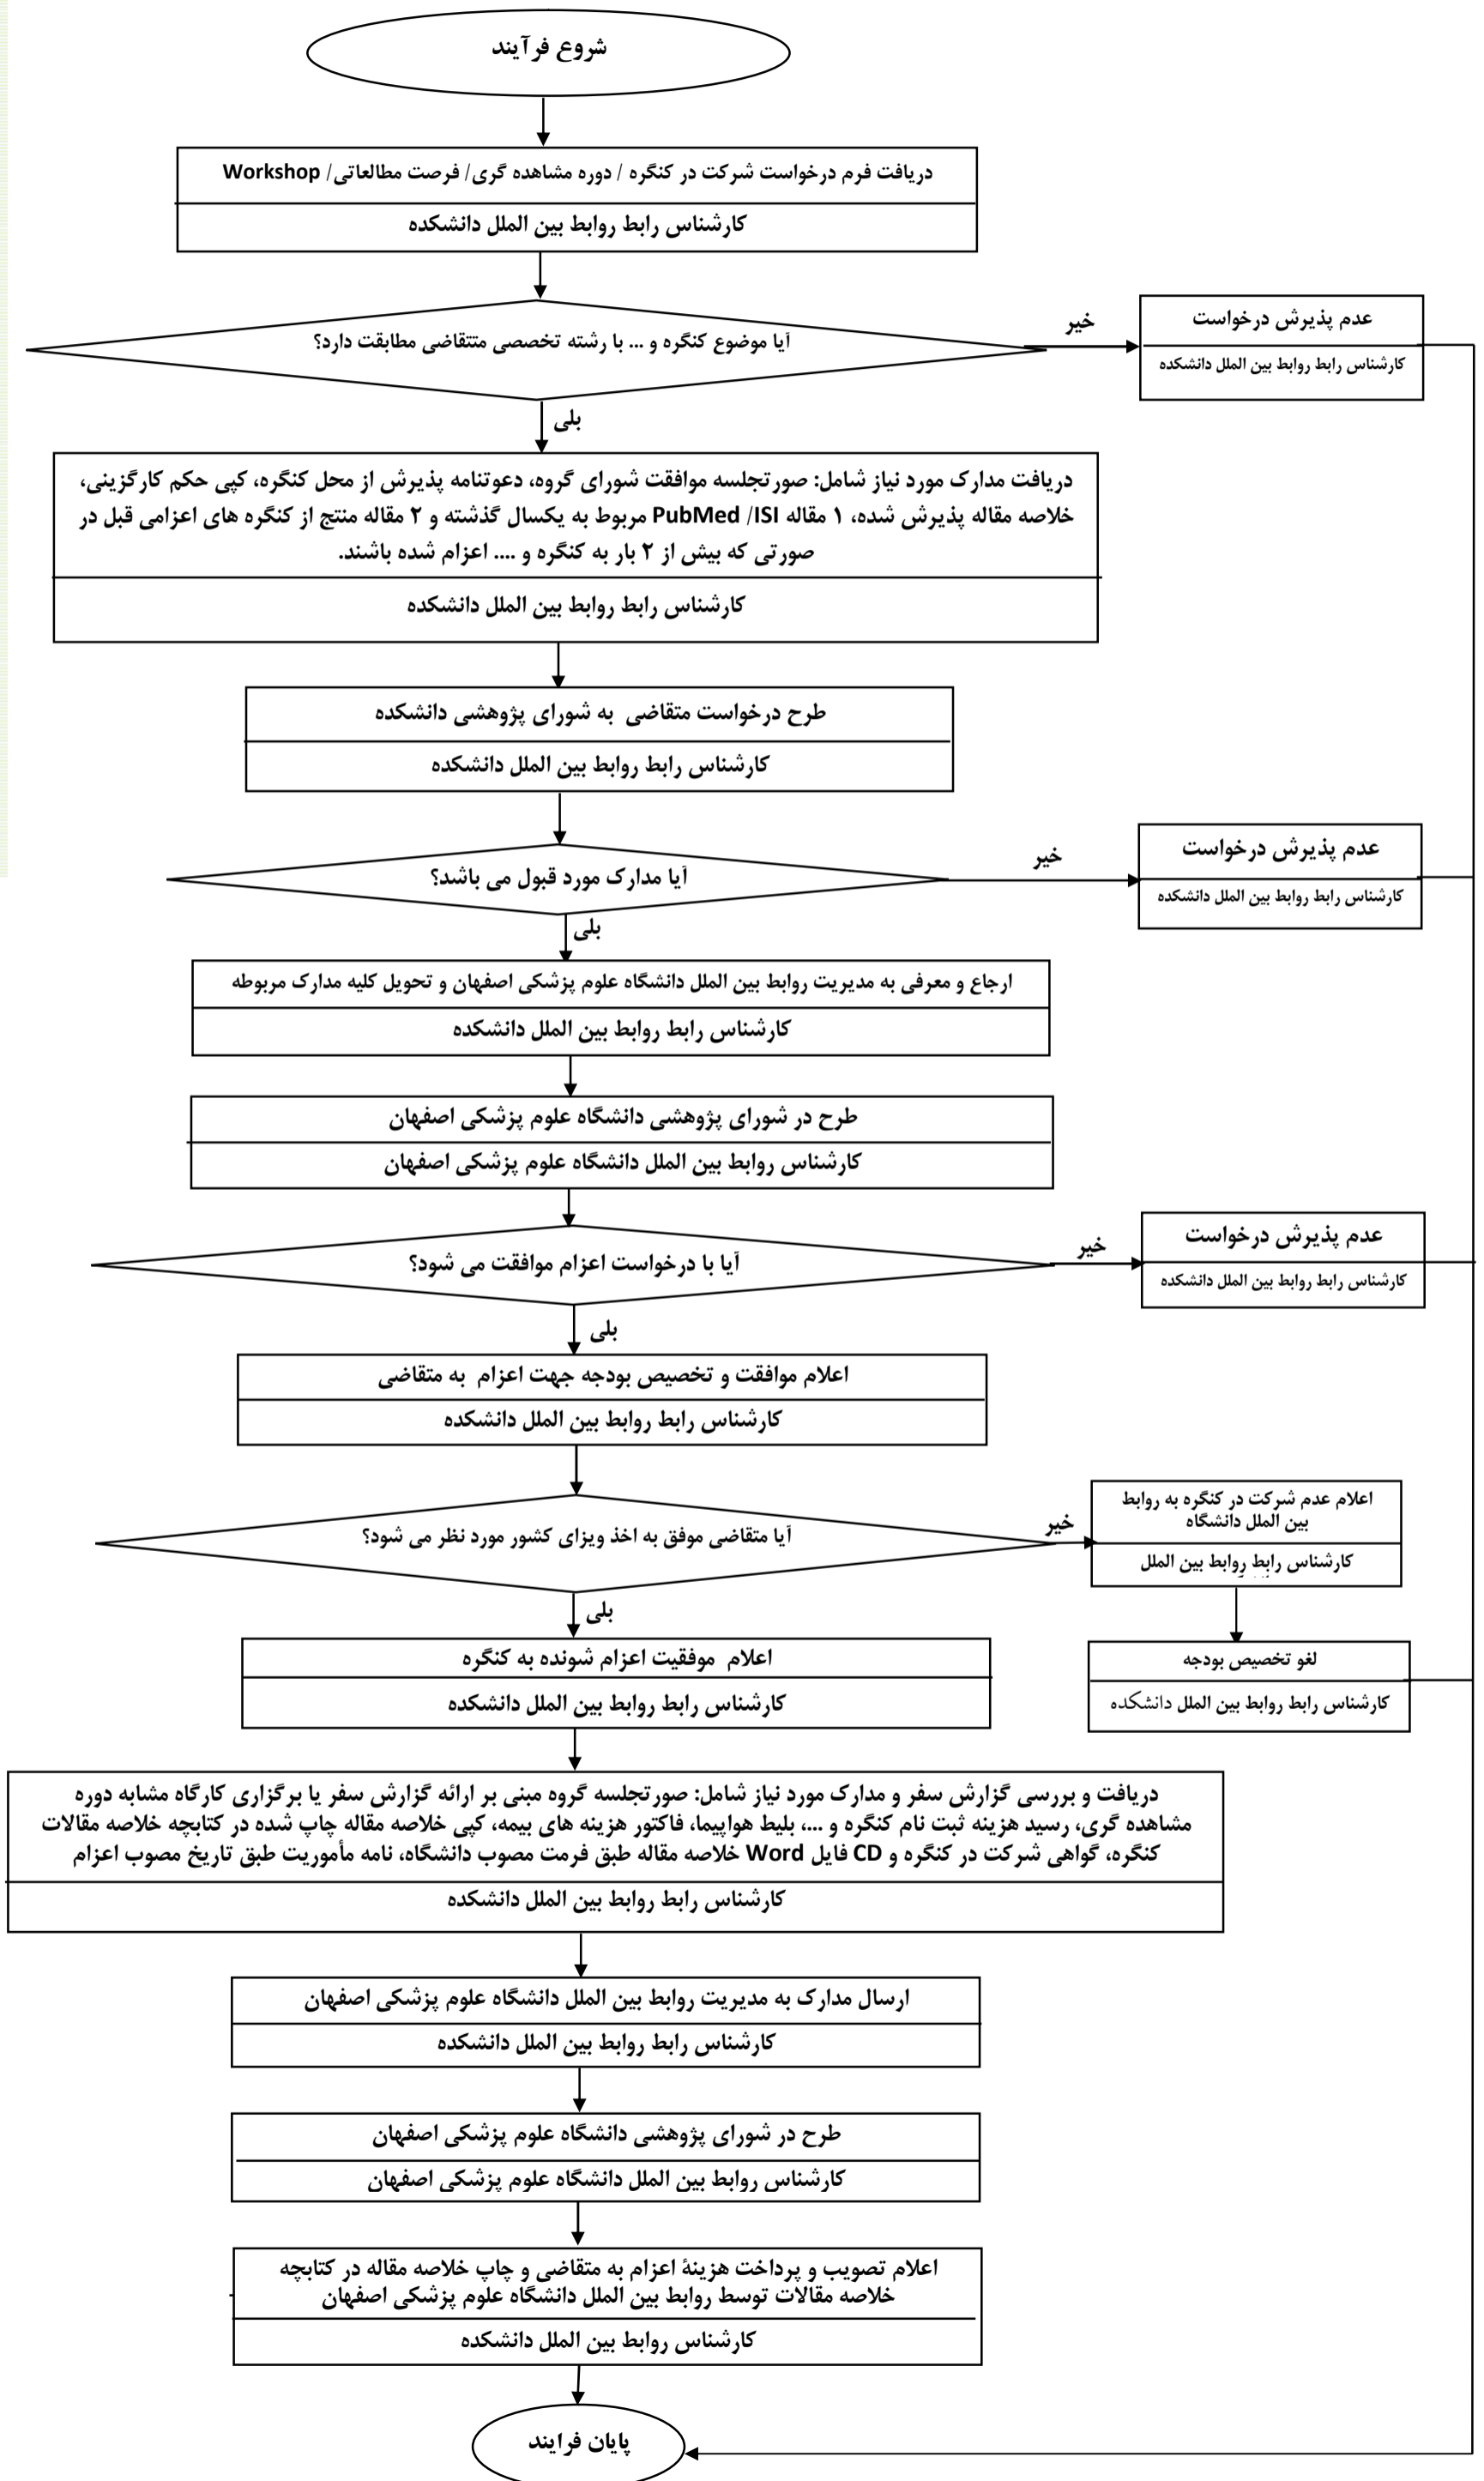 شروع فرآیند
دریافت فرم درخواست شرکت در کنگره / دوره مشاهده گری/ فرصت مطالعاتی/ Workshop
کارشناس رابط روابط بین الملل دانشکده
آیا موضوع کنگره و ... با رشته تخصصی متتقاضی مطابقت دارد؟
خیر
عدم پذیرش درخواست
کارشناس رابط روابط بین الملل دانشکده
بلی
دریافت مدارک مورد نیاز شامل: صورتجلسه موافقت شورای گروه، دعوتنامه پذیرش از محل کنگره، کپی حکم کارگزینی،
خلاصه مقاله پذیرش شده، ۱ مقاله PubMed /ISI مربوط به یکسال گذشته و ۲ مقاله منتج از کنگره های اعزامی قبل در
صورتی که بیش از ۲ بار به کنگره و .... اعزام شده باشند.
کارشناس رابط روابط بین الملل دانشکده
طرح درخواست متقاضی به شورای پژوهشی دانشکده
کارشناس رابط روابط بین الملل دانشکده
آیا مدارک مورد قبول می باشد؟
خیر
عدم پذیرش درخواست
کارشناس رابط روابط بین الملل دانشکده
بلی
ارجاع و معرفی به مدیریت روابط بین الملل دانشگاه علوم پزشکی اصفهان و تحویل کلیه مدارک مربوطه
کارشناس رابط روابط بین الملل دانشکده
طرح در شورای پژوهشی دانشگاه علوم پزشکی اصفهان
کارشناس روابط بین الملل دانشگاه علوم پزشکی اصفهان
آیا با درخواست اعزام موافقت می شود؟
خیر
عدم پذیرش درخواست
کارشناس رابط روابط بین الملل دانشکده
بلی
اعلام موافقت و تخصیص بودجه جهت اعزام به متقاضی
کارشناس رابط روابط بین الملل دانشکده
آیا متقاضی موفق به اخذ ویزای کشور مورد نظر می شود؟
خیر
اعلام عدم شرکت در کنگره به روابط
بین الملل دانشگاه
کارشناس رابط روابط بین الملل
بلی
لغو تخصیص بودجه
کارشناس رابط روابط بین الملل دانشکده
اعلام موفقیت اعزام شونده به کنگره
کارشناس رابط روابط بین الملل دانشکده
دریافت و بررسی گزارش سفر و مدارک مورد نیاز شامل: صورتجلسه گروه مبنی بر ارائه گزارش سفر یا برگزاری کارگاه مشابه دوره
مشاهده گری، رسید هزینه ثبت نام کنگره و ...، بلیط هواپیما، فاکتور هزینه های بیمه، کپی خلاصه مقاله چاپ شده در کتابچه خلاصه مقالات
کنگره، گواهی شرکت در کنگره و CD فایل Word خلاصه مقاله طبق فرمت مصوب دانشگاه، نامه مأموریت طبق تاریخ مصوب اعزام
کارشناس رابط روابط بین الملل دانشکده
ارسال مدارک به مدیریت روابط بین الملل دانشگاه علوم پزشکی اصفهان
کارشناس رابط روابط بین الملل دانشکده
طرح در شورای پژوهشی دانشگاه علوم پزشکی اصفهان
کارشناس روابط بین الملل دانشگاه علوم پزشکی اصفهان
اعلام تصویب و پرداخت هزینهٔ اعزام به متقاضی و چاپ خلاصه مقاله در کتابچه
خلاصه مقالات توسط روابط بین الملل دانشگاه علوم پزشکی اصفهان
کارشناس روابط بین الملل دانشکده
پایان فرایند